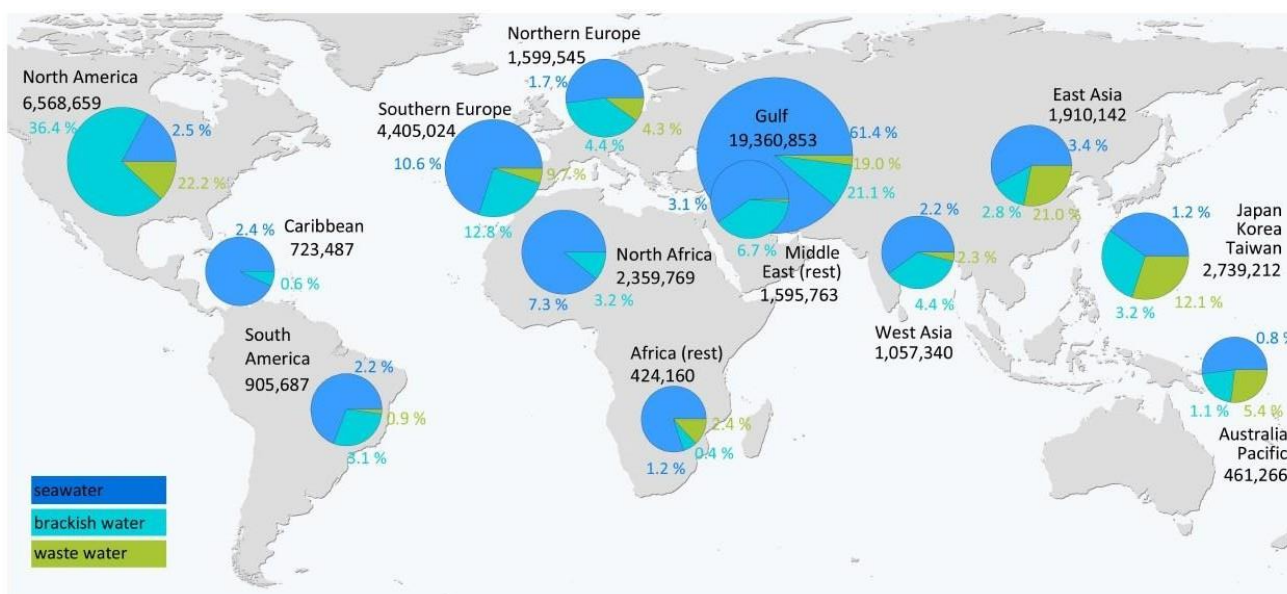 North America
6,568,659
36.4 %
2.5 %
22.2 %
Northern Europe
1,599,545
1.7 %
4.3 %
4.4 %
Southern Europe
4,405,024
10.6 %
9.7 %
12.8 %
Gulf
19,360,853
61.4 %
19.0 %
21.1 %
East Asia
1,910,142
3.4 %
2.8 %
21.0 %
Caribbean
723,487
2.4 %
0.6 %
North Africa
2,359,769
7.3 %
3.2 %
3.1 %
6.7 %
Middle
East (rest)
1,595,763
2.2 %
2.3 %
4.4 %
West Asia
1,057,340
1.2 %
Japan
Korea
Taiwan
2,739,212
12.1 %
3.2 %
South
America
905,687
2.2 %
0.9 %
3.1 %
Africa (rest)
424,160
2.4 %
0.4 %
1.2 %
0.8 %
1.1 %
5.4 %
Australia
Pacific
461,266
seawater
brackish water
waste water